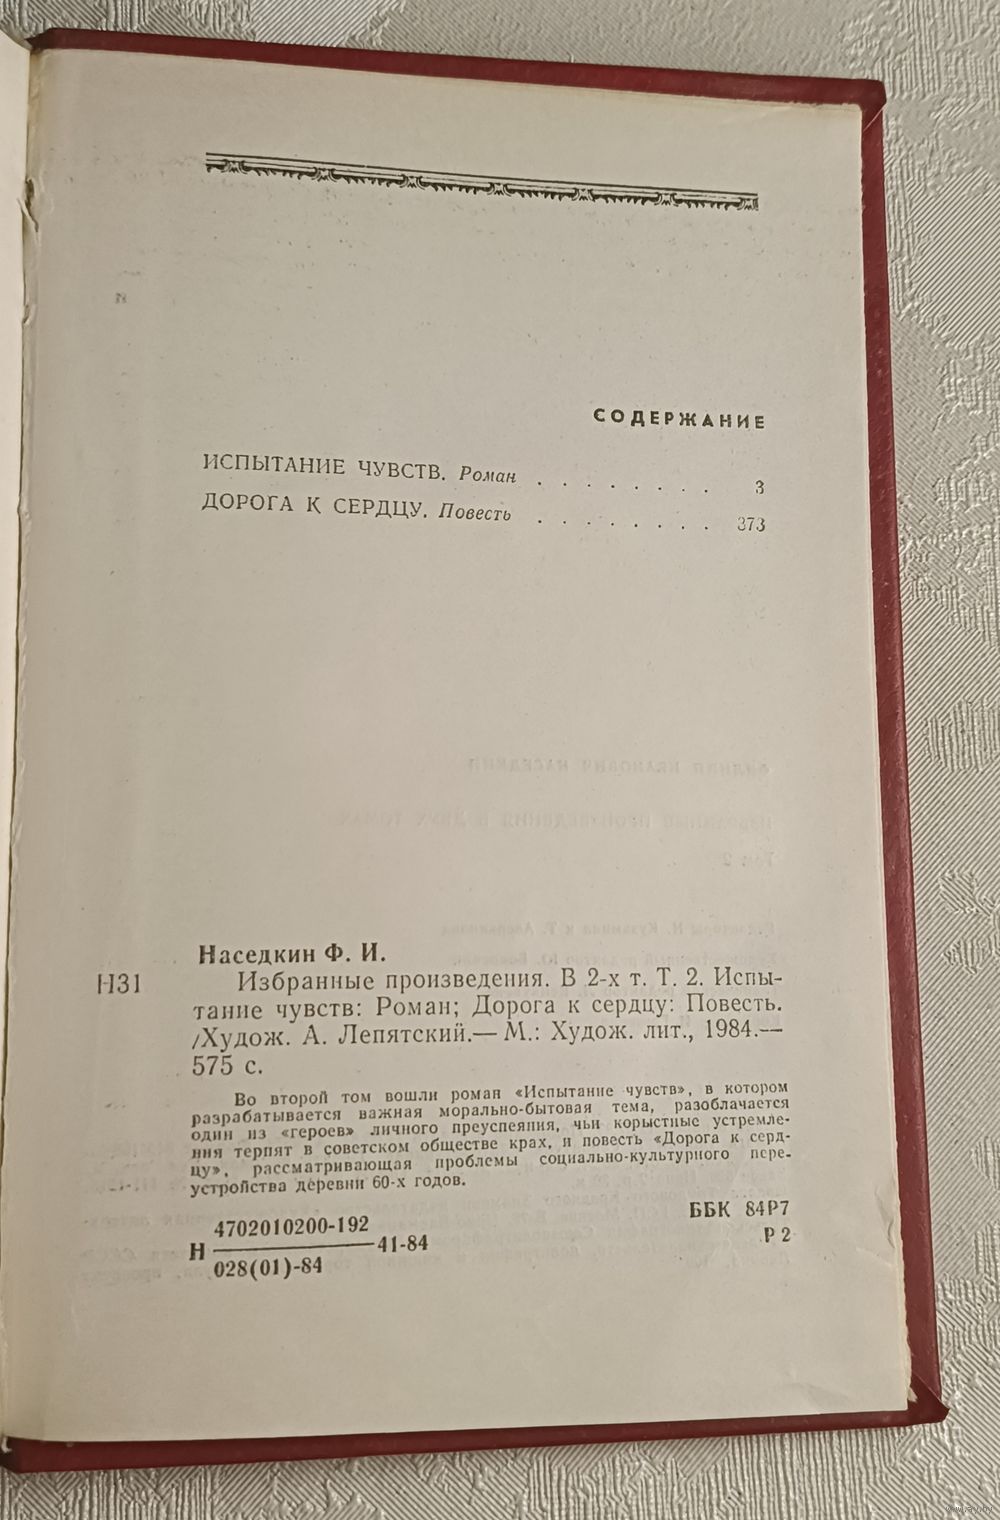 СОДЕРЖАНИЕ
ИСПЫТАНИЕ ЧУВСТВ. Роман . . . . . . . . 3
ДОРОГА К СЕРДЦУ. Повесть . . . . . . . . 373
Наседкин Ф. И.
Н31 Избранные произведения. В 2-х т. Т. 2. Испы-
тание чувств: Роман; Дорога к сердцу: Повесть.
/Худож. А. Лепятский.— М.: Худож. лит., 1984.—
575 с.
Во второй том вошли роман «Испытание чувств», в котором
разрабатывается важная морально-бытовая тема, разоблачается
один из «героев» личного преуспеяния, чьи корыстные устремле-
ния терпят в советском обществе крах, и повесть «Дорога к серд-
цу», рассматривающая проблемы социально-культурного пере-
устройства деревни 60-х годов.
4702010200-192
Н 41-84
028(01)-84
ББК 84Р7
Р 2